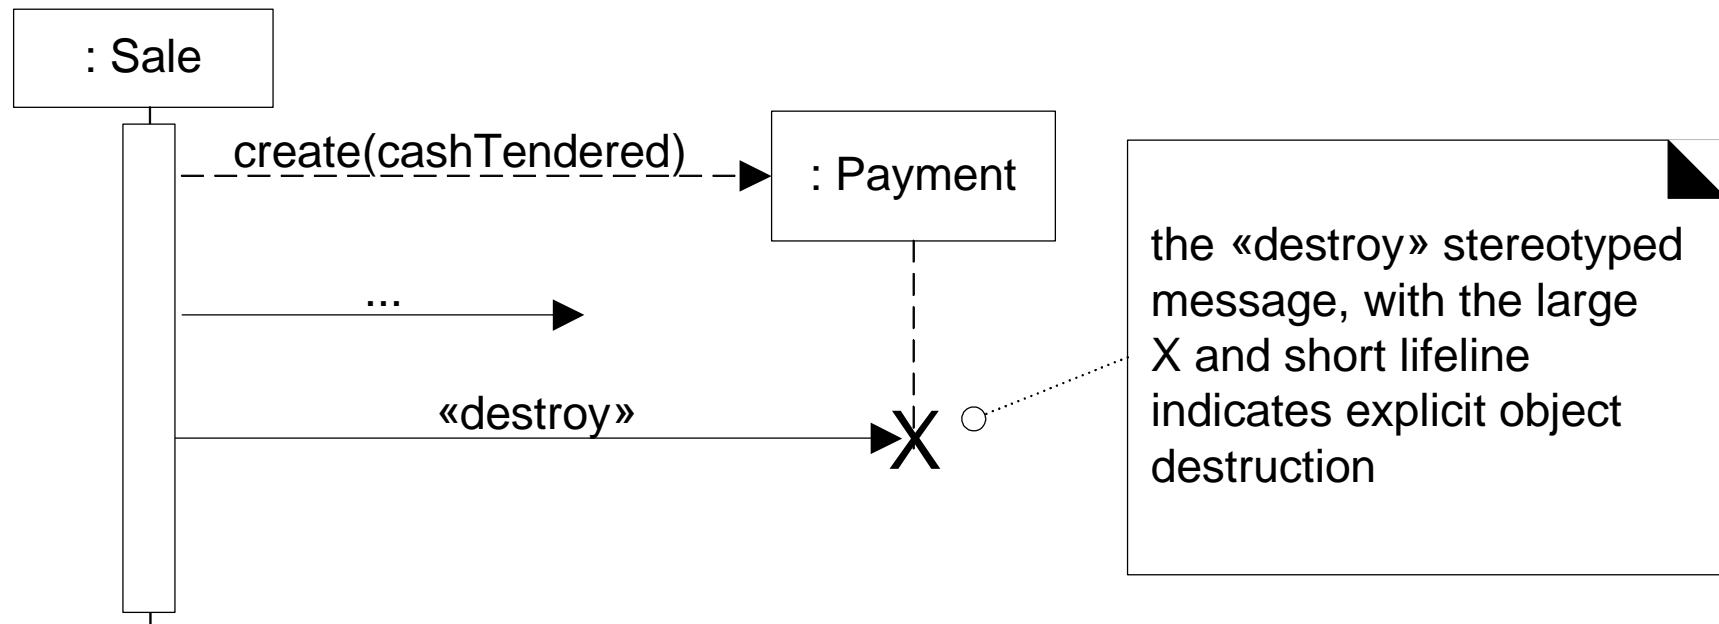 : Sale
create(cashTendered)
: Payment
...
«destroy»
X
the «destroy» stereotyped
message, with the large
X and short lifeline
indicates explicit object
destruction